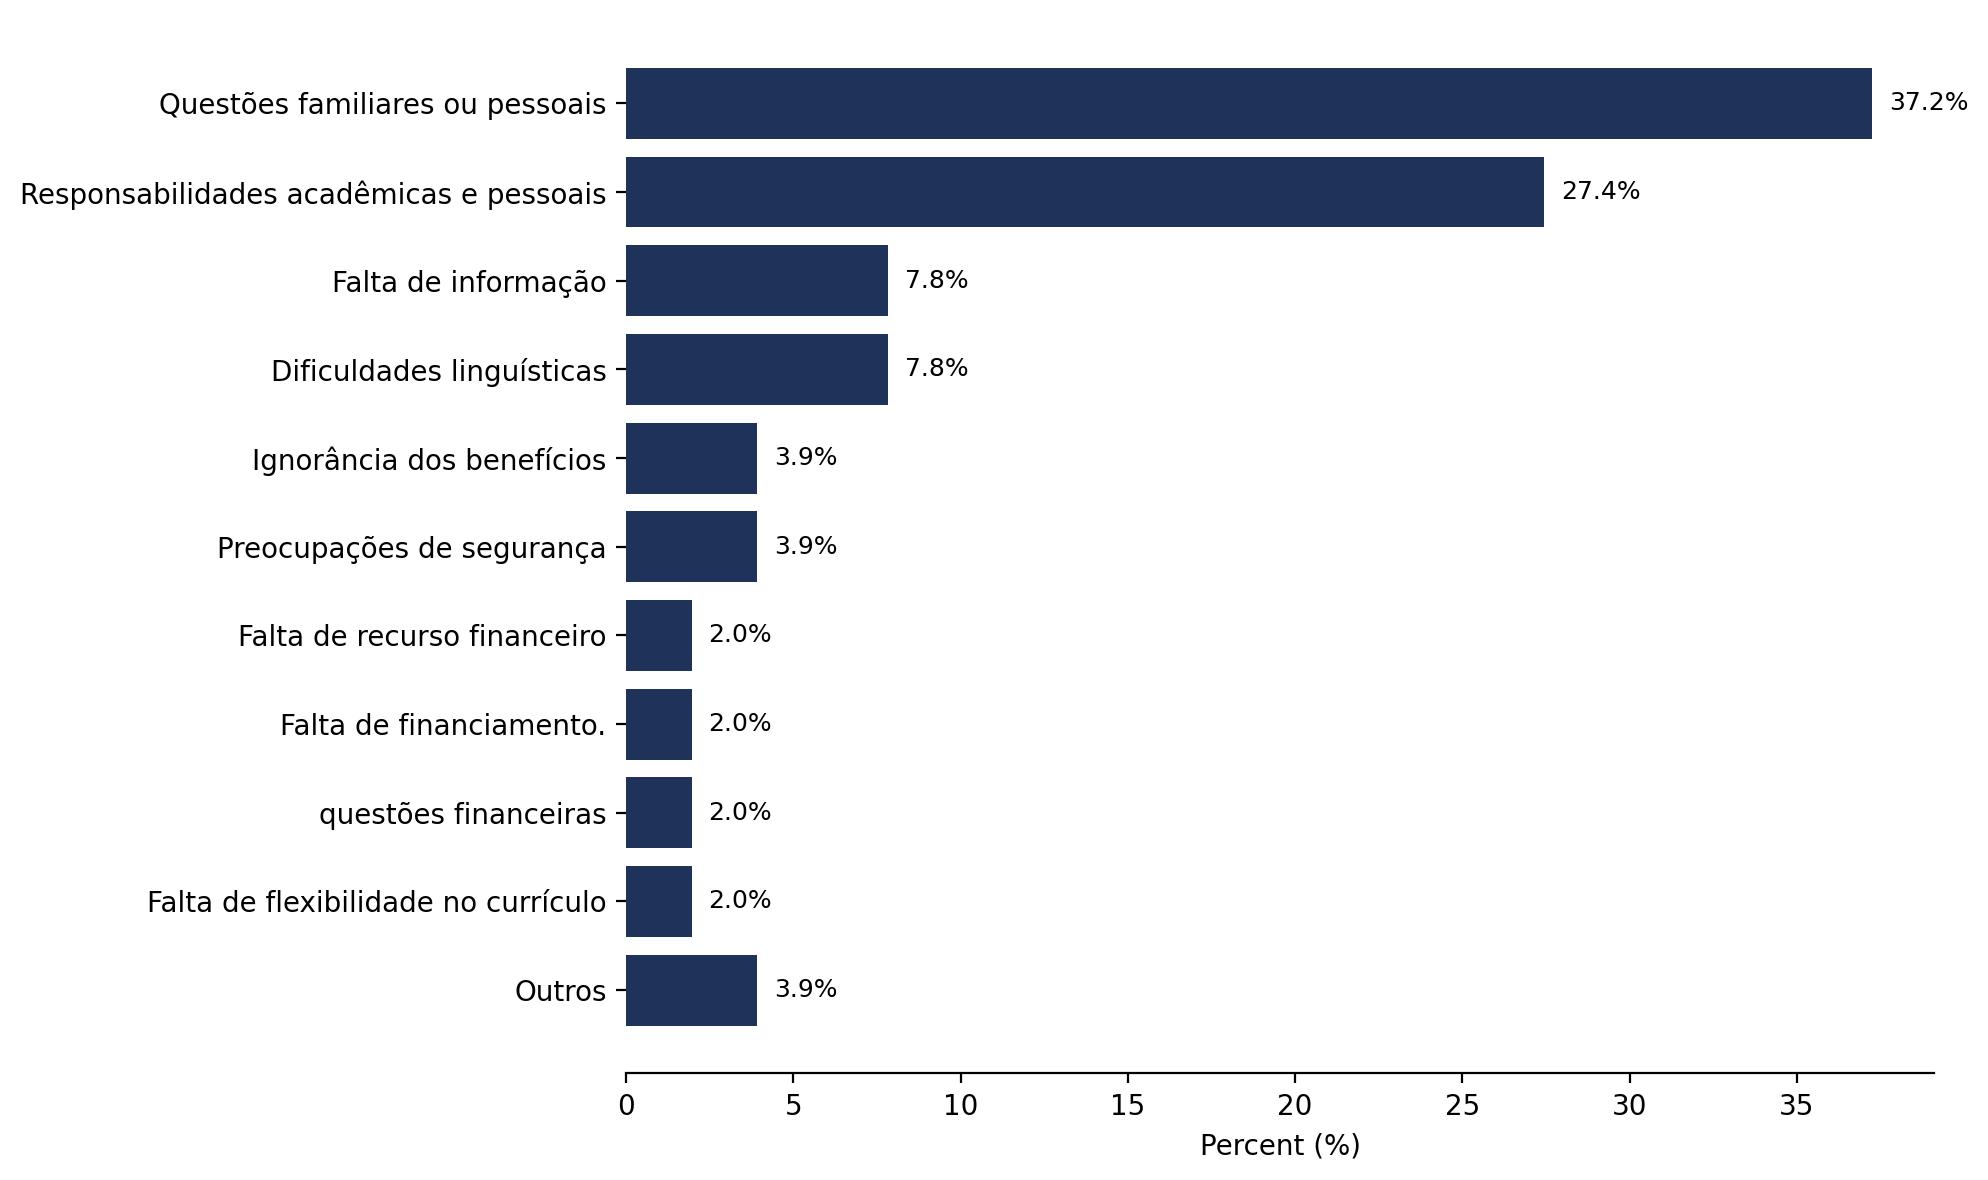 Questões familiares ou pessoais 37.2%
Responsabilidades acadêmicas e pessoais 27.4%
Falta de informação 7.8%
Dificuldades linguísticas 7.8%
Ignorância dos benefícios 3.9%
Preocupações de segurança 3.9%
Falta de recurso financeiro 2.0%
Falta de financiamento. 2.0%
questões financeiras 2.0%
Falta de flexibilidade no currículo 2.0%
Outros 3.9%
0 5 10 15 20 25 30 35
Percent (%)